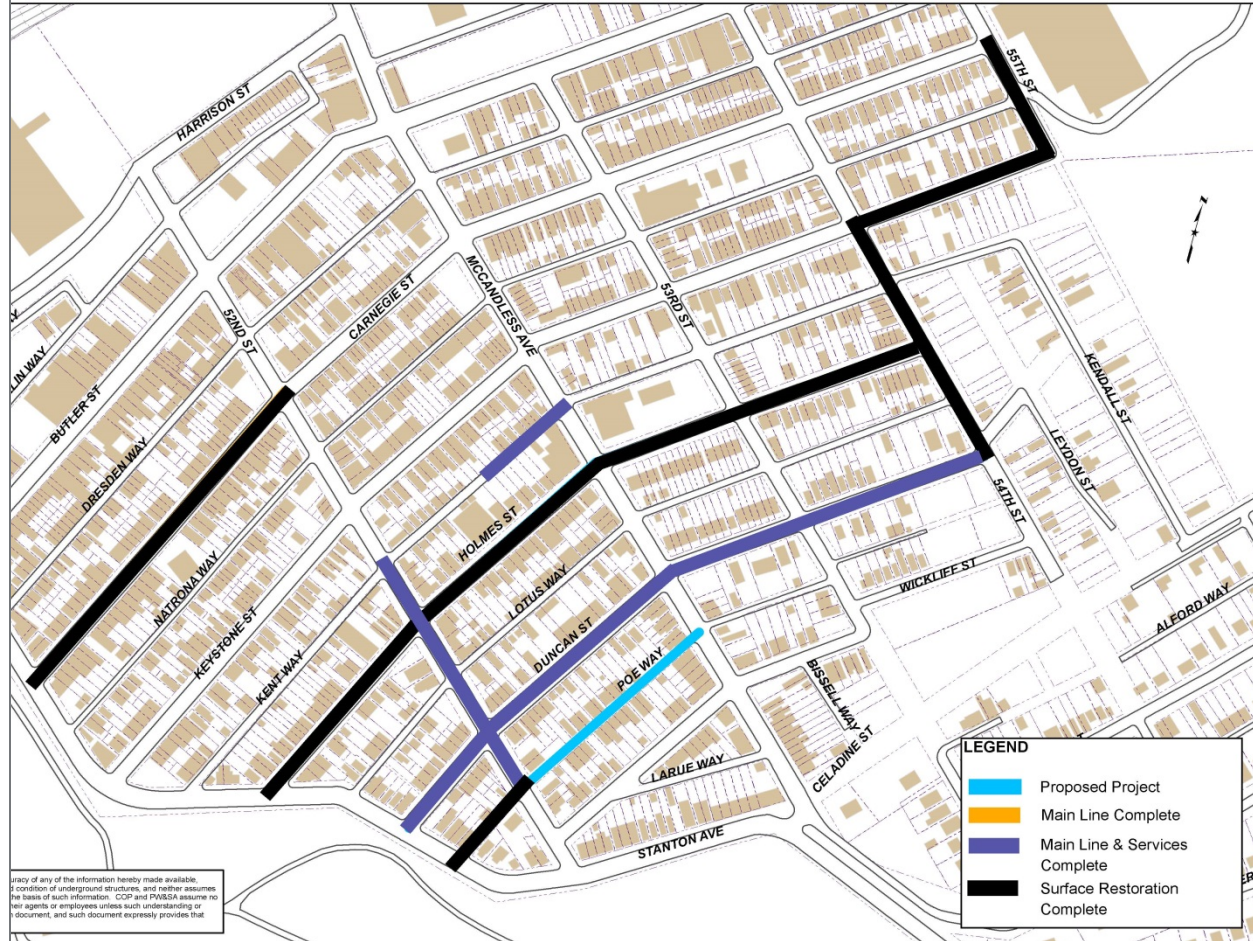 HARRISON ST
55TH ST
52ND ST
CARNEGIE ST
MCCANDLESS AVE
53RD ST
LIN WAY
BUTLER ST
DRESDEN WAY
KENDALL ST
LEYDON ST
NATRONA WAY
KEYSTONE ST
KENT WAY
HOLMES ST
LOTUS WAY
DUNCAN ST
POE WAY
54TH ST
WICKLIFF ST
ALFORD WAY
BISSELL WAY
CELADINE ST
LARUE WAY
STANTON AVE
N
LEGEND
Proposed Project
Main Line Complete
Main Line & Services
Complete
Surface Restoration
Complete
uracy of any of the information hereby made available,
d condition of underground structures, and neither assumes
the basis of such information. COP and PW&SA assume no
heir agents or employees unless such understanding or
n document, and such document expressly provides that